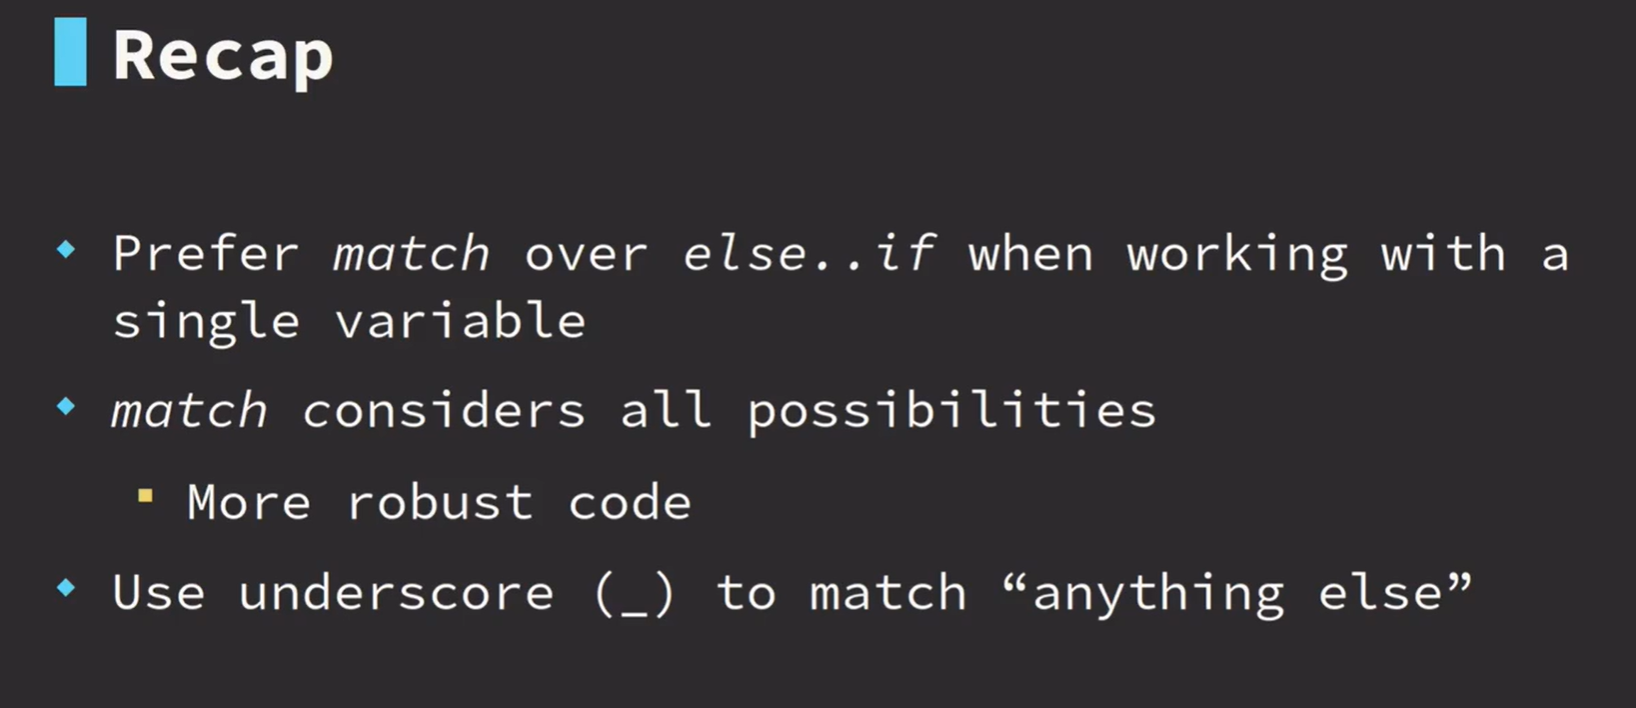 Recap
Prefer match over else..if when working with a
single variable
match considers all possibilities
More robust code
Use underscore (_) to match “anything else”